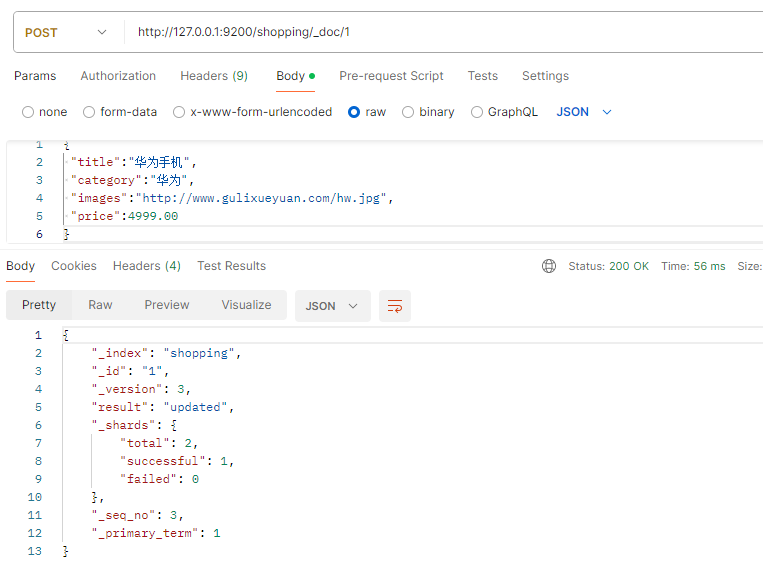 POST http://127.0.0.1:9200/shopping/_doc/1
Params Authorization Headers (9) Body Pre-request Script Tests Settings
none form-data x-www-form-urlencoded raw binary GraphQL JSON
1 {
2 "title":"华为手机",
3 "category":"华为",
4 "images":"http://www.gulixueyuan.com/hw.jpg",
5 "price":4999.00
6 }
Body Cookies Headers (4) Test Results Status: 200 OK Time: 56 ms Size:
Pretty Raw Preview Visualize JSON
1 {
2 "_index": "shopping",
3 "_id": "1",
4 "_version": 3,
5 "result": "updated",
6 "_shards": {
7 "total": 2,
8 "successful": 1,
9 "failed": 0
10 },
11 "_seq_no": 3,
12 "_primary_term": 1
13 }